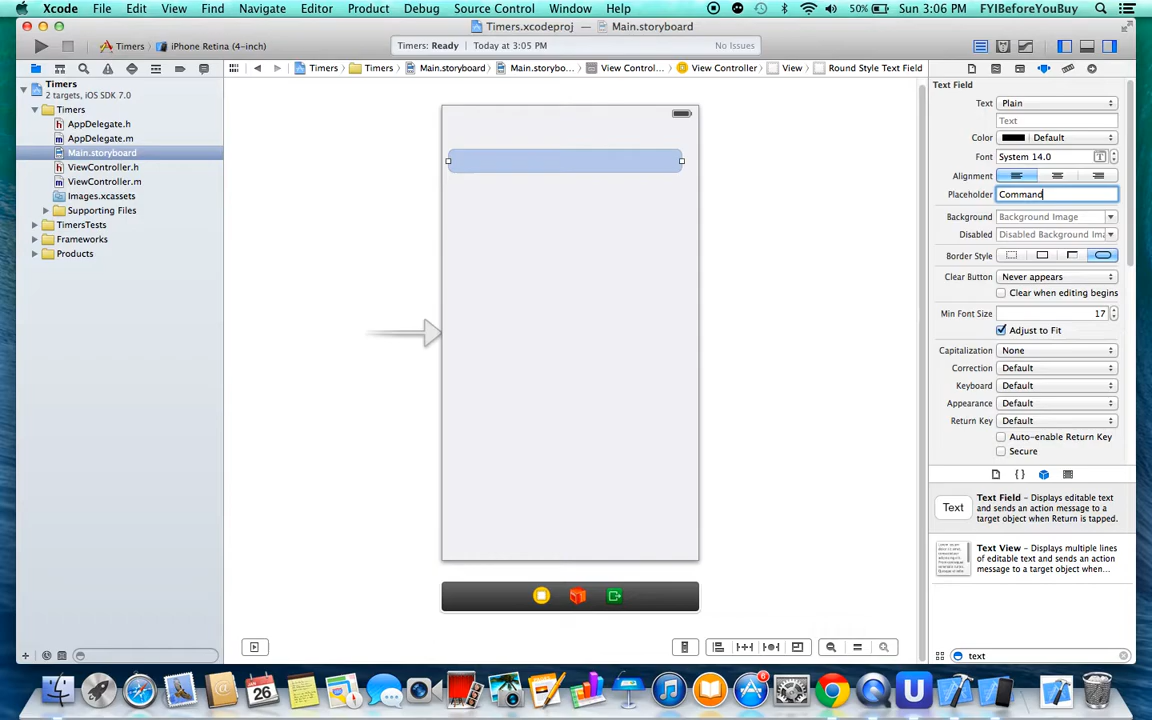 Xcode File Edit View Find Navigate Editor Product Debug Source Control Window Help 50% Sun 3:06 PM FYIBeforeYouBuy
Timers.xcodeproj — Main.storyboard
Timers iPhone Retina (4-inch) Timers: Ready Today at 3:05 PM No Issues
Timers Timers Main.storyboard Main.storybo... View Control... View Controller View Round Style Text Field
Timers
2 targets, iOS SDK 7.0
Timers
AppDelegate.h
AppDelegate.m
Main.storyboard
ViewController.h
ViewController.m
Images.xcassets
Supporting Files
TimersTests
Frameworks
Products
Text Field
Text Plain
Text
Color Default
Font System 14.0 T
Alignment
Placeholder Command
Background Background Image
Disabled Disabled Background Ima
Border Style
Clear Button Never appears
Clear when editing begins
Min Font Size 17
Adjust to Fit
Capitalization None
Correction Default
Keyboard Default
Appearance Default
Return Key Default
Auto-enable Return Key
Secure
{ }
Text Text Field - Displays editable text
and sends an action message to a
target object when Return is tapped.
Text View - Displays multiple lines
of editable text and sends an action
message to a target object when...
text
26
6
U